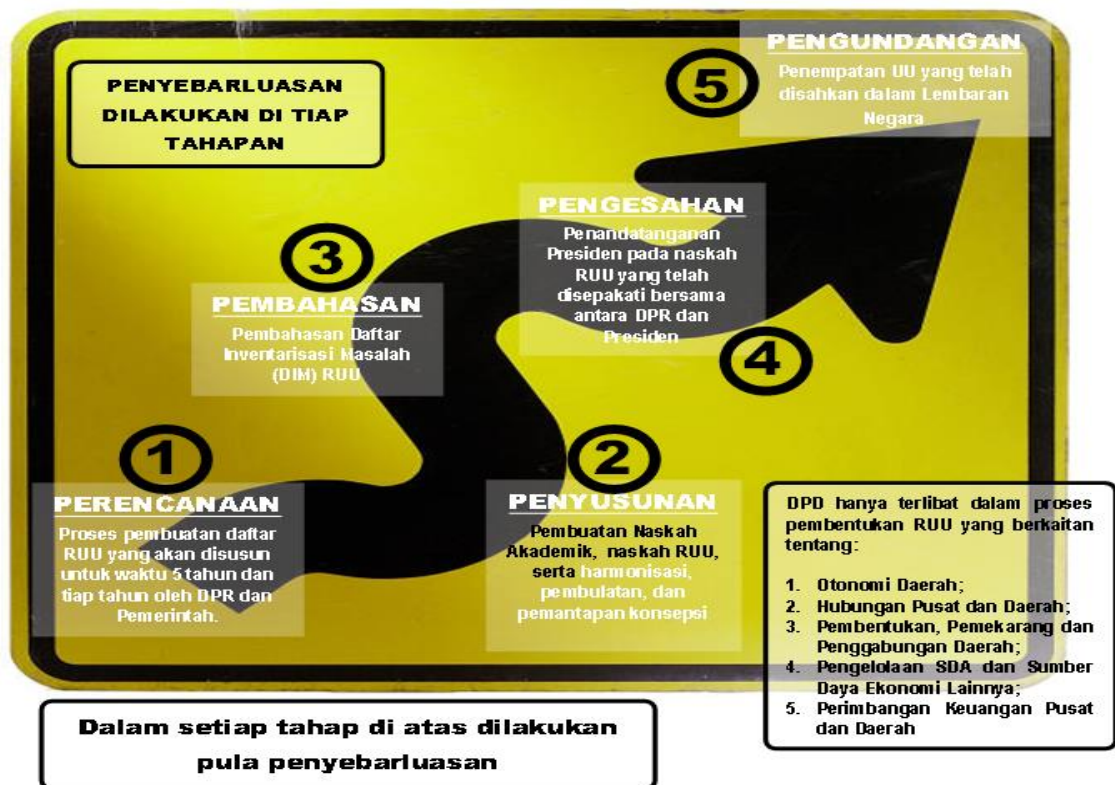 PENYEBARLUASAN
DILAKUKAN DI TIAP
TAHAPAN
5
PENGUNDANGAN
Penempatan UU yang telah
disahkan dalam Lembaran
Negara
3
PEMBAHASAN
Pembahasan Daftar
Inventarisasi Masalah
(DIM) RUU
PENGESAHAN
Penandatanganan
Presiden pada naskah
RUU yang telah
disepakati bersama
antara DPR dan
Presiden
4
1
PERENCANAAN
Proses pembuatan daftar
RUU yang akan disusun
untuk waktu 5 tahun dan
tiap tahun oleh DPR dan
Pemerintah.
2
PENYUSUNAN
Pembuatan Naskah
Akademik, naskah RUU,
serta harmonisasi,
pembulatan, dan
pemantapan konsepsi
DPD hanya terlibat dalam proses
pembentukan RUU yang berkaitan
tentang:
1. Otonomi Daerah;
2. Hubungan Pusat dan Daerah;
3. Pembentukan, Pemekarang dan
Penggabungan Daerah;
4. Pengelolaan SDA dan Sumber
Daya Ekonomi Lainnya;
5. Perimbangan Keuangan Pusat
dan Daerah
Dalam setiap tahap di atas dilakukan
pula penyebarluasan